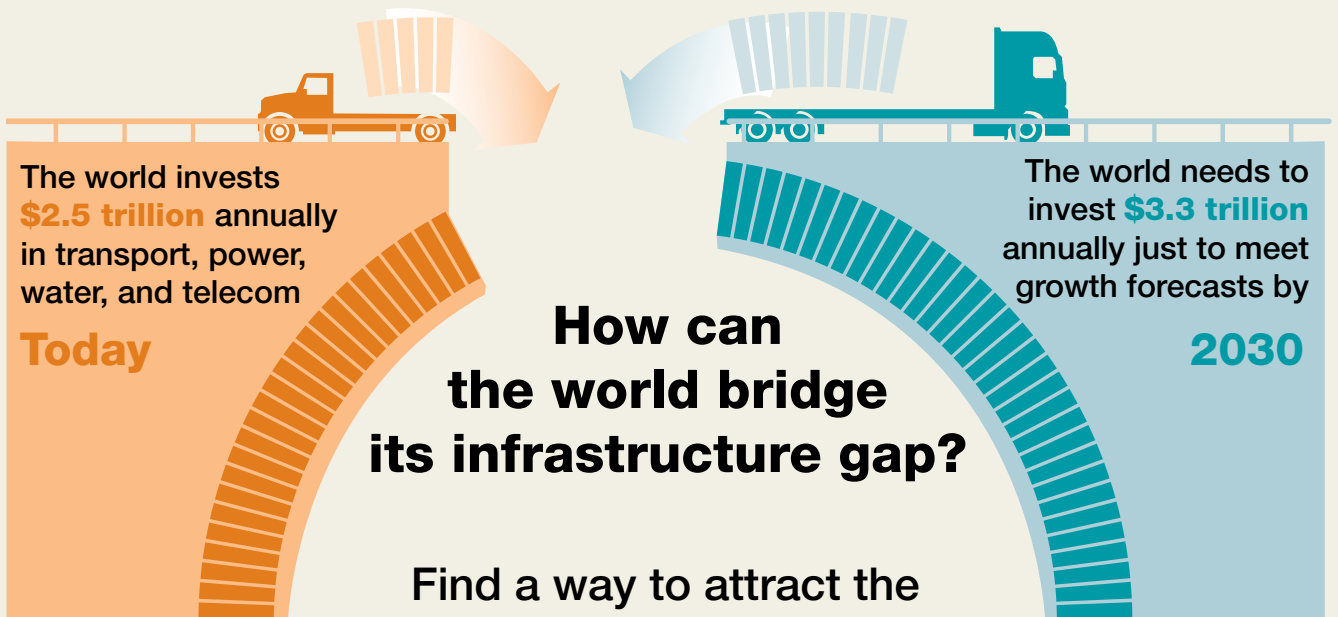 The world invests
$2.5 trillion annually
in transport, power,
water, and telecom
Today
The world needs to
invest $3.3 trillion
annually just to meet
growth forecasts by
2030
How can
the world bridge
its infrastructure gap?
Find a way to attract the